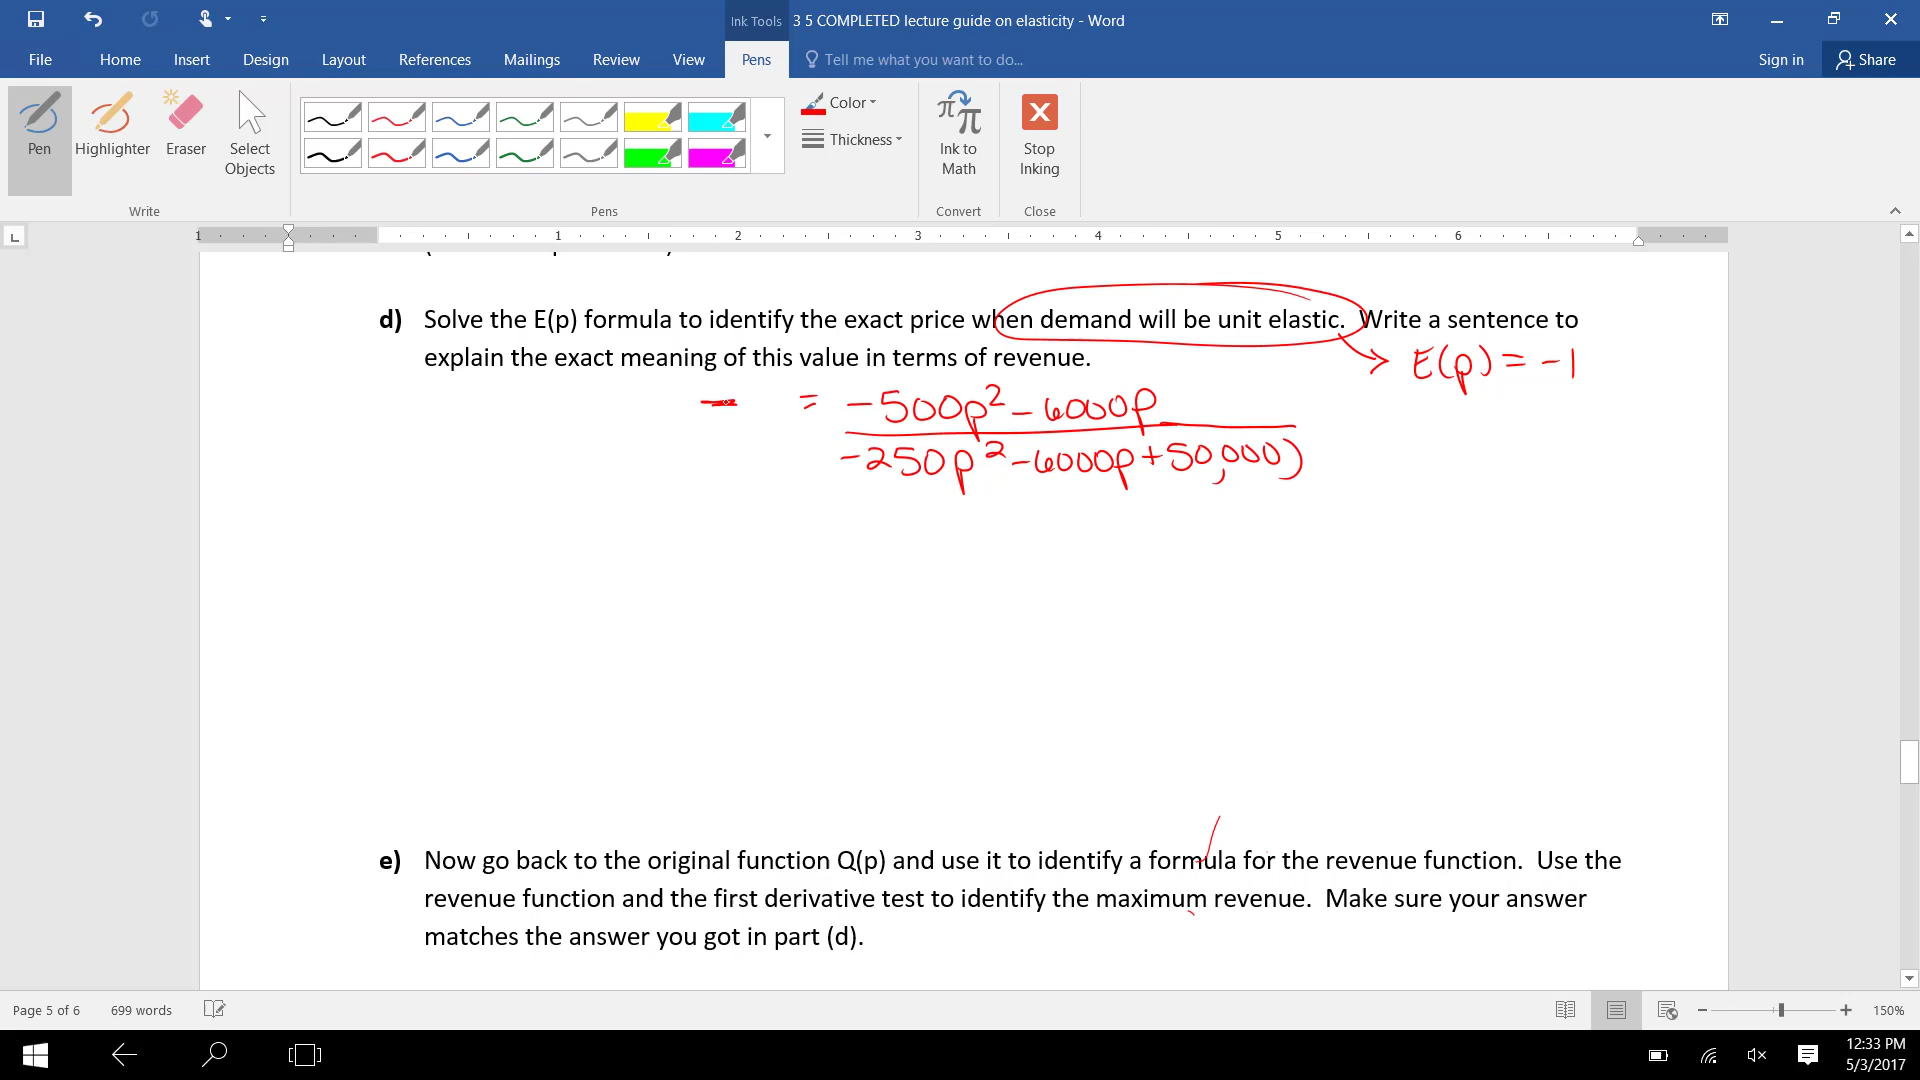 Ink Tools 3 5 COMPLETED lecture guide on elasticity - Word
File Home Insert Design Layout References Mailings Review View Pens Tell me what you want to do... Sign in Share
Pen Highlighter Eraser Select Objects
Color
Thickness
Ink to Math
Stop Inking
Write Pens Convert Close
1 1 2 3 4 5 6
d) Solve the E(p) formula to identify the exact price when demand will be unit elastic. Write a sentence to
explain the exact meaning of this value in terms of revenue.
E(p) = -1
- = -500p² - 6000p
-250p² - 6000p + 50,000)
e) Now go back to the original function Q(p) and use it to identify a formula for the revenue function. Use the
revenue function and the first derivative test to identify the maximum revenue. Make sure your answer
matches the answer you got in part (d).
Page 5 of 6 699 words 150%
12:33 PM
5/3/2017